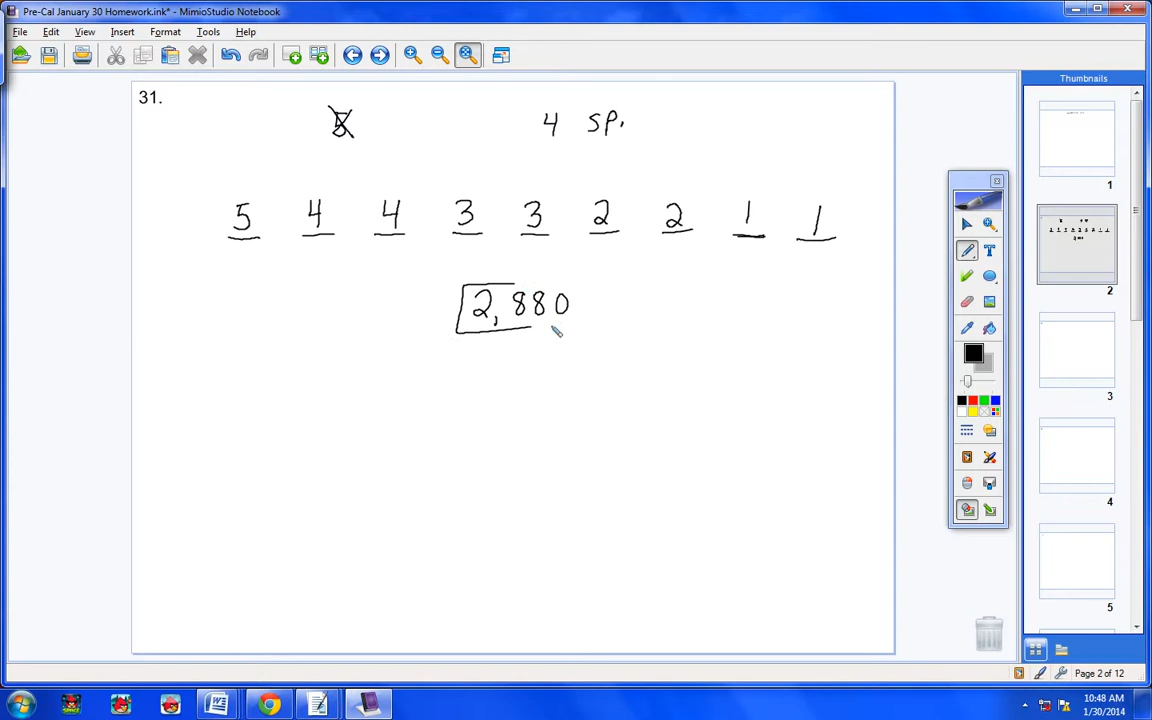 Pre-Cal January 30 Homework.ink* - MimioStudio Notebook
File Edit View Insert Format Tools Help
Thumbnails
31.
4 sp.
5 4 4 3 3 2 2 1 1
2,880
1
2
3
4
5
Page 2 of 12
10:48 AM
1/30/2014